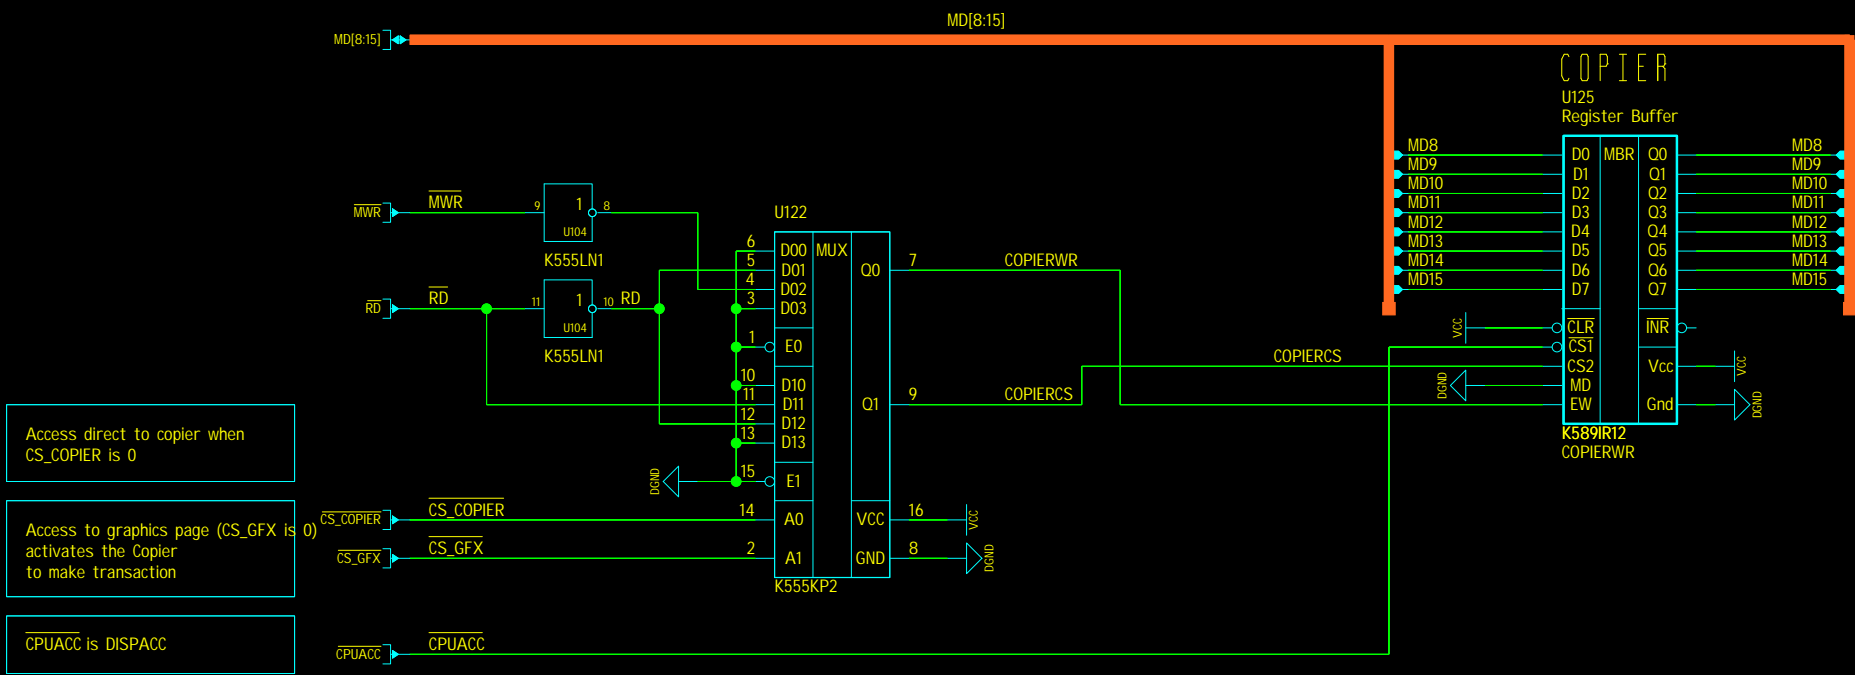 MD[8:15]
MD[8:15]
COPIER
U125
Register Buffer
MD8 D0 MBR Q0 MD8
MD9 D1 Q1 MD9
MD10 D2 Q2 MD10
MD11 D3 Q3 MD11
MD12 D4 Q4 MD12
MD13 D5 Q5 MD13
MD14 D6 Q6 MD14
MD15 D7 Q7 MD15
VCC CLR INR
CS1
COPIERCS CS2 Vcc VCC
DGND MD
EW Gnd DGND
K589IR12
COPIERWR
MWR MWR 9 1 8
U104
K555LN1
RD RD 11 1 10 RD
U104
K555LN1
U122
6 D00 MUX
5 D01 Q0 7 COPIERWR
4 D02
3 D03
1 E0
10 D10
11 D11 Q1 9 COPIERCS
12 D12
13 D13
DGND 15 E1
CS_COPIER CS_COPIER 14 A0 VCC 16 VCC
CS_GFX CS_GFX 2 A1 GND 8 DGND
K555KP2
CPUACC CPUACC
Access direct to copier when
CS_COPIER is 0
Access to graphics page (CS_GFX is 0)
activates the Copier
to make transaction
CPUACC is DISPACC